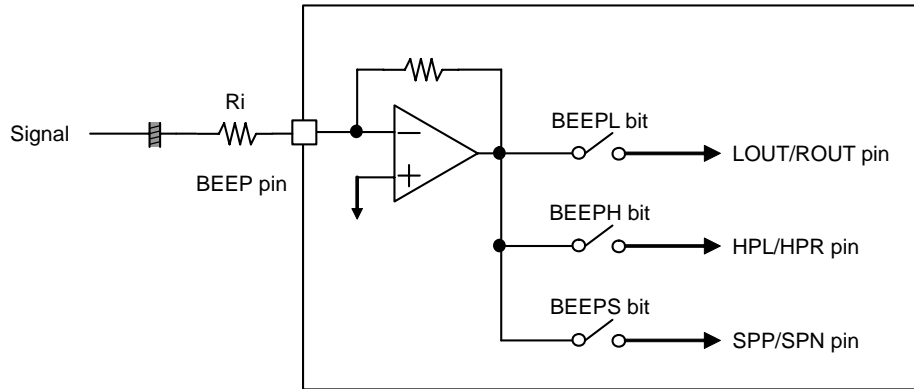 Ri
Signal
BEEP pin
BEEPL bit
LOUT/ROUT pin
BEEPH bit
HPL/HPR pin
BEEPS bit
SPP/SPN pin